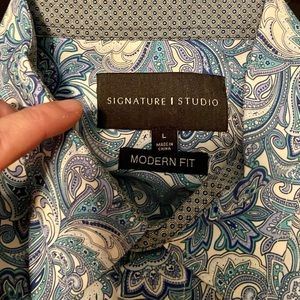 SIGNATURE | STUDIO
L
MADE IN
CHINA
MODERN FIT